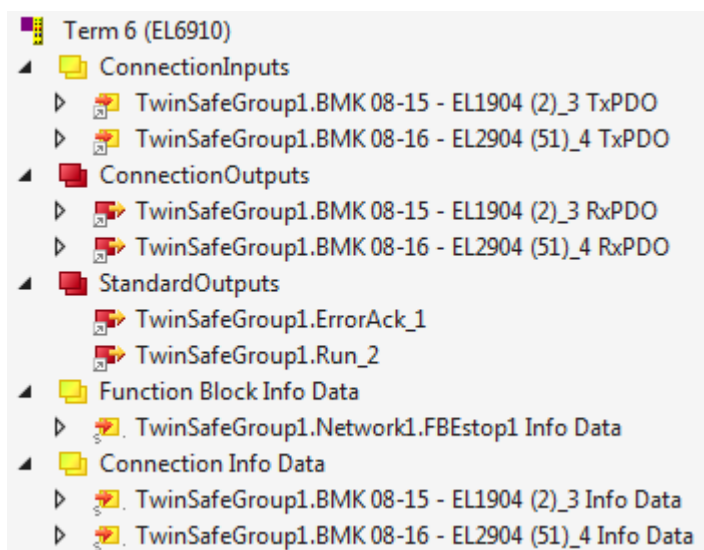 Term 6 (EL6910)
ConnectionInputs
TwinSafeGroup1.BMK 08-15 - EL1904 (2)_3 TxPDO
TwinSafeGroup1.BMK 08-16 - EL2904 (51)_4 TxPDO
ConnectionOutputs
TwinSafeGroup1.BMK 08-15 - EL1904 (2)_3 RxPDO
TwinSafeGroup1.BMK 08-16 - EL2904 (51)_4 RxPDO
StandardOutputs
TwinSafeGroup1.ErrorAck_1
TwinSafeGroup1.Run_2
Function Block Info Data
TwinSafeGroup1.Network1.FBEstop1 Info Data
Connection Info Data
TwinSafeGroup1.BMK 08-15 - EL1904 (2)_3 Info Data
TwinSafeGroup1.BMK 08-16 - EL2904 (51)_4 Info Data